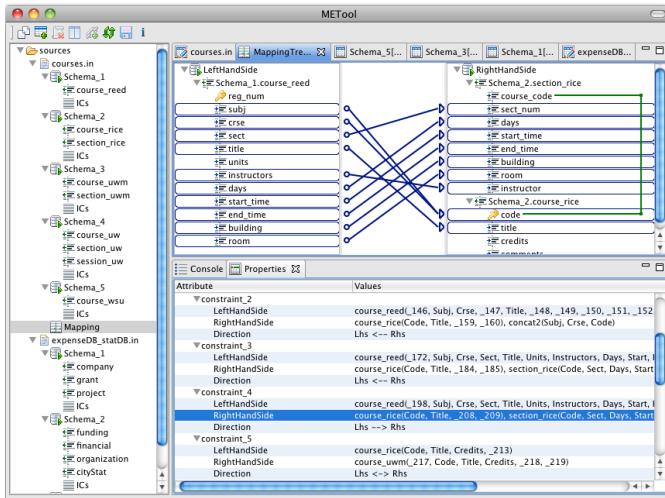 METool
sources
courses.in
Schema_1
course_reed
ICs
Schema_2
course_rice
section_rice
ICs
Schema_3
course_uwm
section_uwm
ICs
Schema_4
course_uw
section_uw
session_uw
ICs
Schema_5
course_wsu
ICs
Mapping
expenseDB_statDB.in
Schema_1
company
grant
project
ICs
Schema_2
funding
financial
organization
cityStat
ICs
courses.in MappingTre... Schema_5[... Schema_3[... Schema_1[... expenseDB...
LeftHandSide
Schema_1.course_reed
reg_num
subj
crse
sect
title
units
instructors
days
start_time
end_time
building
room
RightHandSide
Schema_2.section_rice
course_code
sect_num
days
start_time
end_time
building
room
instructor
Schema_2.course_rice
code
title
credits
comments
Console Properties
Attribute Values
constraint_2
LeftHandSide course_reed(_146, Subj, Crse, _147, Title, _148, _149, _150, _151, _152
RightHandSide course_rice(Code, Title, _159, _160), concat2(Subj, Crse, Code)
Direction Lhs <-- Rhs
constraint_3
LeftHandSide course_reed(_172, Subj, Crse, Sect, Title, Units, Instructors, Days, Start, I
RightHandSide course_rice(Code, Title, _184, _185), section_rice(Code, Sect, Days, Start
Direction Lhs <-- Rhs
constraint_4
LeftHandSide course_reed(_198, Subj, Crse, Sect, Title, Units, Instructors, Days, Start, I
RightHandSide course_rice(Code, Title, _208, _209), section_rice(Code, Sect, Days, Start
Direction Lhs --> Rhs
constraint_5
LeftHandSide course_rice(Code, Title, Credits, _213)
RightHandSide course_uwm(_217, Code, Title, Credits, _218, _219)
Direction Lhs <-> Rhs